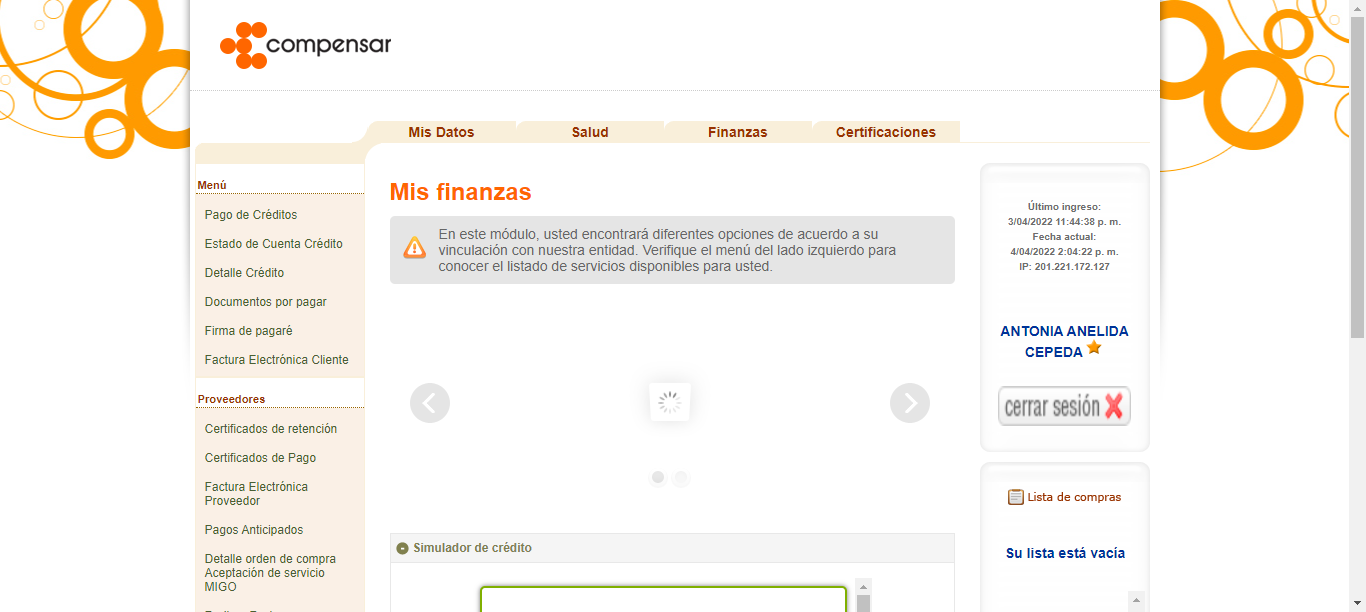 compensar
Mis Datos
Salud
Finanzas
Certificaciones
Menú
Pago de Créditos
Estado de Cuenta Crédito
Detalle Crédito
Documentos por pagar
Firma de pagaré
Factura Electrónica Cliente
Proveedores
Certificados de retención
Certificados de Pago
Factura Electrónica
Proveedor
Pagos Anticipados
Detalle orden de compra
Aceptación de servicio
MIGO
Mis finanzas
En este módulo, usted encontrará diferentes opciones de acuerdo a su
vinculación con nuestra entidad. Verifique el menú del lado izquierdo para
conocer el listado de servicios disponibles para usted.
Simulador de crédito
Último ingreso:
3/04/2022 11:44:38 p. m.
Fecha actual:
4/04/2022 2:04:22 p. m.
IP: 201.221.172.127
ANTONIA ANELIDA
CEPEDA
cerrar sesión
Lista de compras
Su lista está vacía